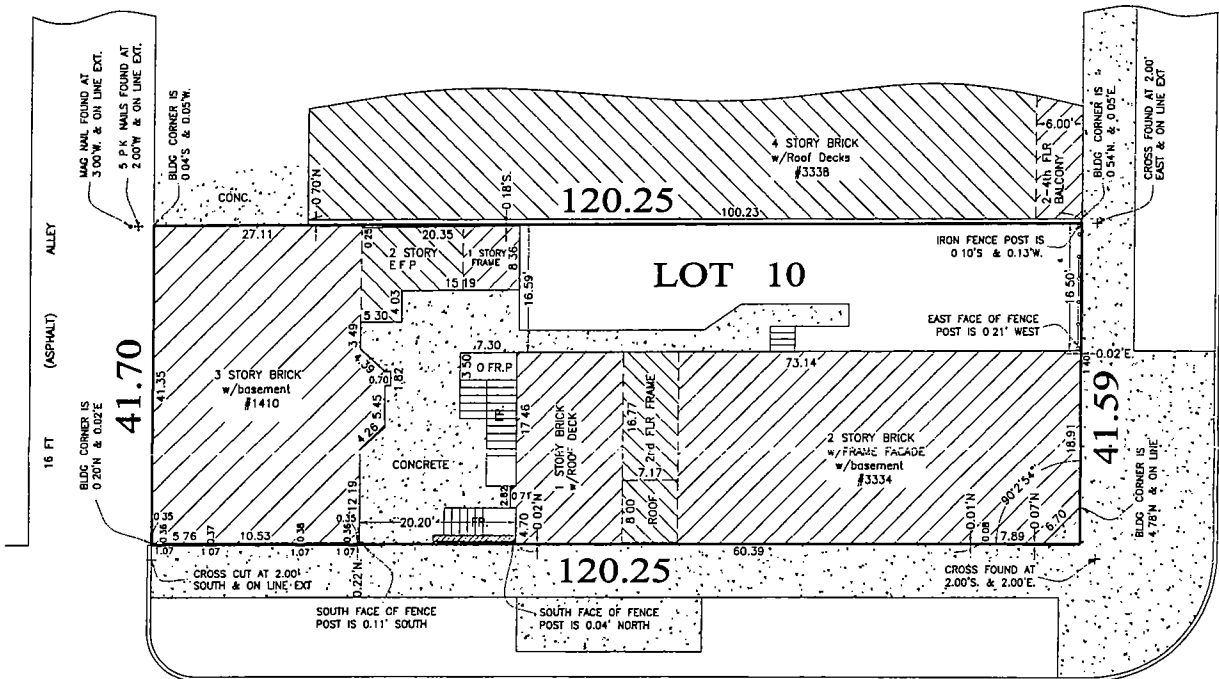 MAG NAIL FOUND AT
3 00'W. & ON LINE EXT.
5 P K NAILS FOUND AT
2 00'W & ON LINE EXT.
BLDG CORNER IS
0.04'S & 0.05'W.
CONC.
0 70'N
4 STORY BRICK
w/Roof Decks
#3338
6.00'
2-4th FLR
BALCONY
BLDG CORNER IS
0 54'N. & 0 05'E.
CROSS FOUND AT 2.00'
EAST & ON LINE EXT
120.25
100.23
0 18'S.
16 FT (ASPHALT) ALLEY
27.11
0.25
20.35
2 STORY
E F P
1 STORY
FRAME
8.36
15 19
16.59'
LOT 10
IRON FENCE POST IS
0 10'S & 0.13'W.
16.50'
EAST FACE OF FENCE
POST IS 0 21' WEST
41.70
41.35
3 STORY BRICK
w/basement
#1410
5.30
4.03
3.49
4.39
0.70
1.82
5.45
4.26
7.30
3 50
O FR.P
FR.
17.46
73.14
0.02'E.
1.40
41.59
18.91
1 STORY BRICK
w/ROOF DECK
16.77
2nd FLR FRAME
7.17
8.00
ROOF
2 STORY BRICK
w/FRAME FACADE
w/basement
#3334
90°2'54"
BLDG CORNER IS
4 78'N & ON LINE
BLDG CORNER IS
0 20'N & 0.02'E
CONCRETE
12.19
20.20'
FR.
2.82
0.71'
4.70
0.02'N
0.35
0.36
5 76
0.37
10.53
0.38
0.36
0.35
1.07
1.07
1.07
1.07
0.22'N
0.01'N
0.08
7.89
0.07'N
6.70
60.39
120.25
CROSS CUT AT 2.00'
SOUTH & ON LINE EXT
CROSS FOUND AT
2.00'S. & 2.00'E.
SOUTH FACE OF FENCE
POST IS 0.11' SOUTH
SOUTH FACE OF FENCE
POST IS 0.04' NORTH